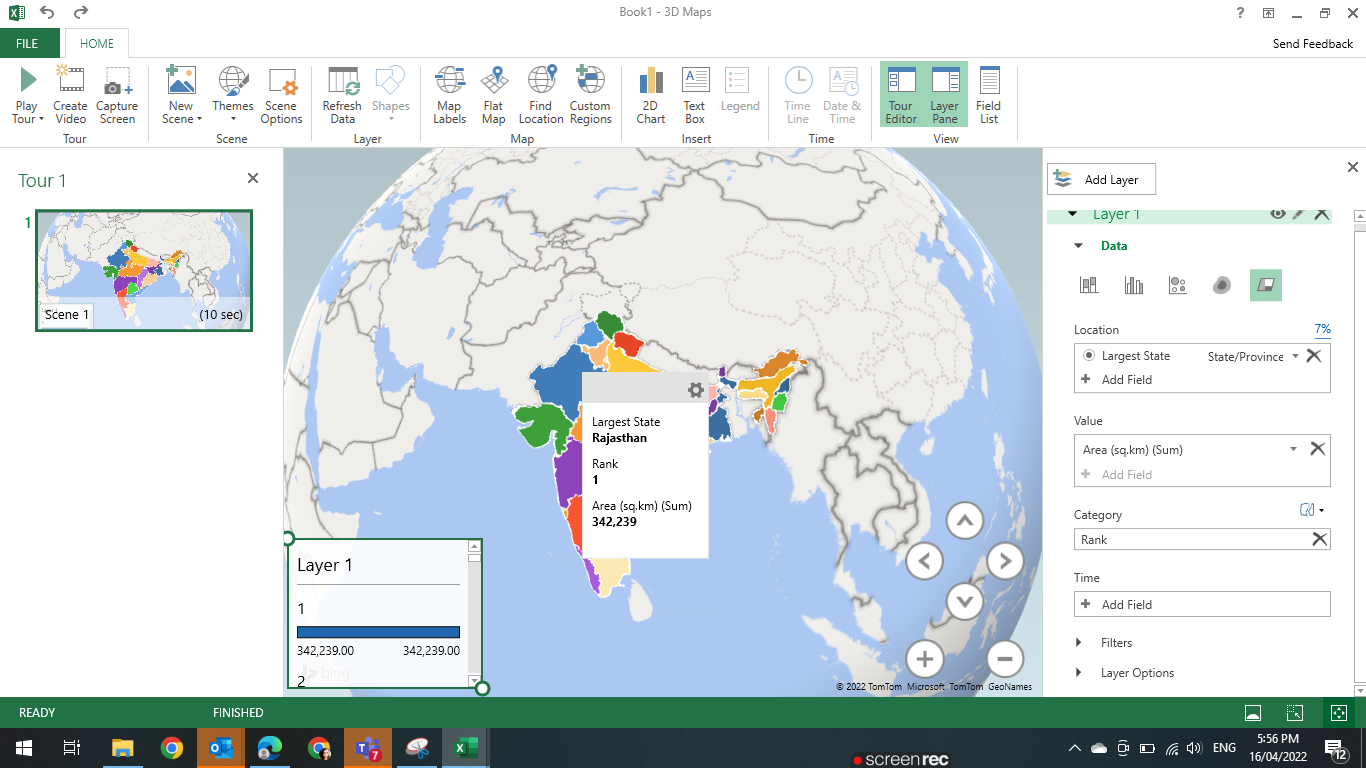 Book1 - 3D Maps
?
FILE
HOME
Send Feedback
Play Tour
Create Video
Capture Screen
Tour
New Scene
Themes
Scene Options
Scene
Refresh Data
Shapes
Layer
Map Labels
Flat Map
Find Location
Custom Regions
Map
2D Chart
Text Box
Legend
Insert
Time Line
Date & Time
Time
Tour Editor
Layer Pane
Field List
View
Tour 1
1
Scene 1
(10 sec)
Largest State
Rajasthan
Rank
1
Area (sq.km) (Sum)
342,239
Layer 1
1
342,239.00 342,239.00
2
bing
© 2022 TomTom Microsoft TomTom GeoNames
Add Layer
Layer 1
Data
Location 7%
Largest State State/Province
Add Field
Value
Area (sq.km) (Sum)
Add Field
Category
Rank
Time
Add Field
Filters
Layer Options
READY FINISHED
7
screenrec
ENG
5:56 PM
16/04/2022
12